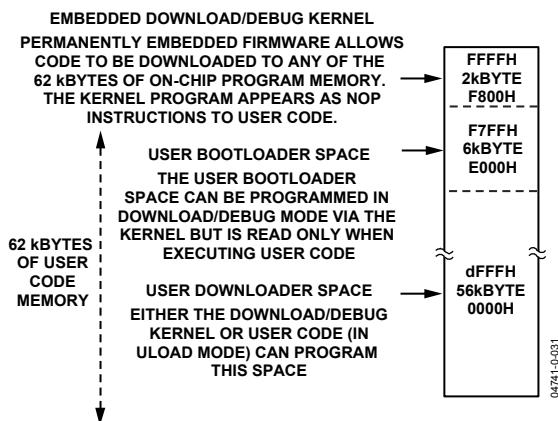 EMBEDDED DOWNLOAD/DEBUG KERNEL
PERMANENTLY EMBEDDED FIRMWARE ALLOWS
CODE TO BE DOWNLOADED TO ANY OF THE
62 kBYTES OF ON-CHIP PROGRAM MEMORY.
THE KERNEL PROGRAM APPEARS AS NOP
INSTRUCTIONS TO USER CODE.
FFFFH
2kBYTE
F800H
USER BOOTLOADER SPACE
THE USER BOOTLOADER
SPACE CAN BE PROGRAMMED IN
DOWNLOAD/DEBUG MODE VIA THE
KERNEL BUT IS READ ONLY WHEN
EXECUTING USER CODE
F7FFH
6kBYTE
E000H
62 kBYTES
OF USER
CODE
MEMORY
USER DOWNLOADER SPACE
EITHER THE DOWNLOAD/DEBUG
KERNEL OR USER CODE (IN
ULOAD MODE) CAN PROGRAM
THIS SPACE
dFFFH
56kBYTE
0000H
04741-0-031